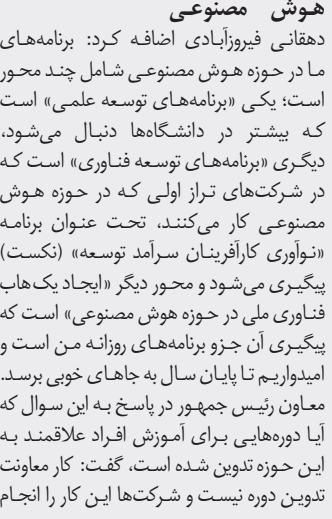 هوش مصنوعی
دهقانی فیروزآبادی اضافه کرد: برنامه‌های
ما در حوزه هوش مصنوعی شامل چند محور
است؛ یکی «برنامه‌های توسعه علمی» است
که بیشتر در دانشگاه‌ها دنبال می‌شود،
دیگری «برنامه‌های توسعه فناوری» است که
در شرکت‌های تراز اولی که در حوزه هوش
مصنوعی کار می‌کنند، تحت عنوان برنامه
«نوآوری کارآفرینان سرآمد توسعه» (نکست)
پیگیری می‌شود و محور دیگر «ایجاد یک هاب
فناوری ملی در حوزه هوش مصنوعی» است که
پیگیری آن جزو برنامه‌های روزانه من است و
امیدواریم تا پایان سال به جاهای خوبی برسد.
معاون رئیس جمهور در پاسخ به این سوال که
آیا دوره‌هایی برای آموزش افراد علاقمند به
این حوزه تدوین شده است، گفت: کار معاونت
تدوین دوره نیست و شرکت‌ها این کار را انجام